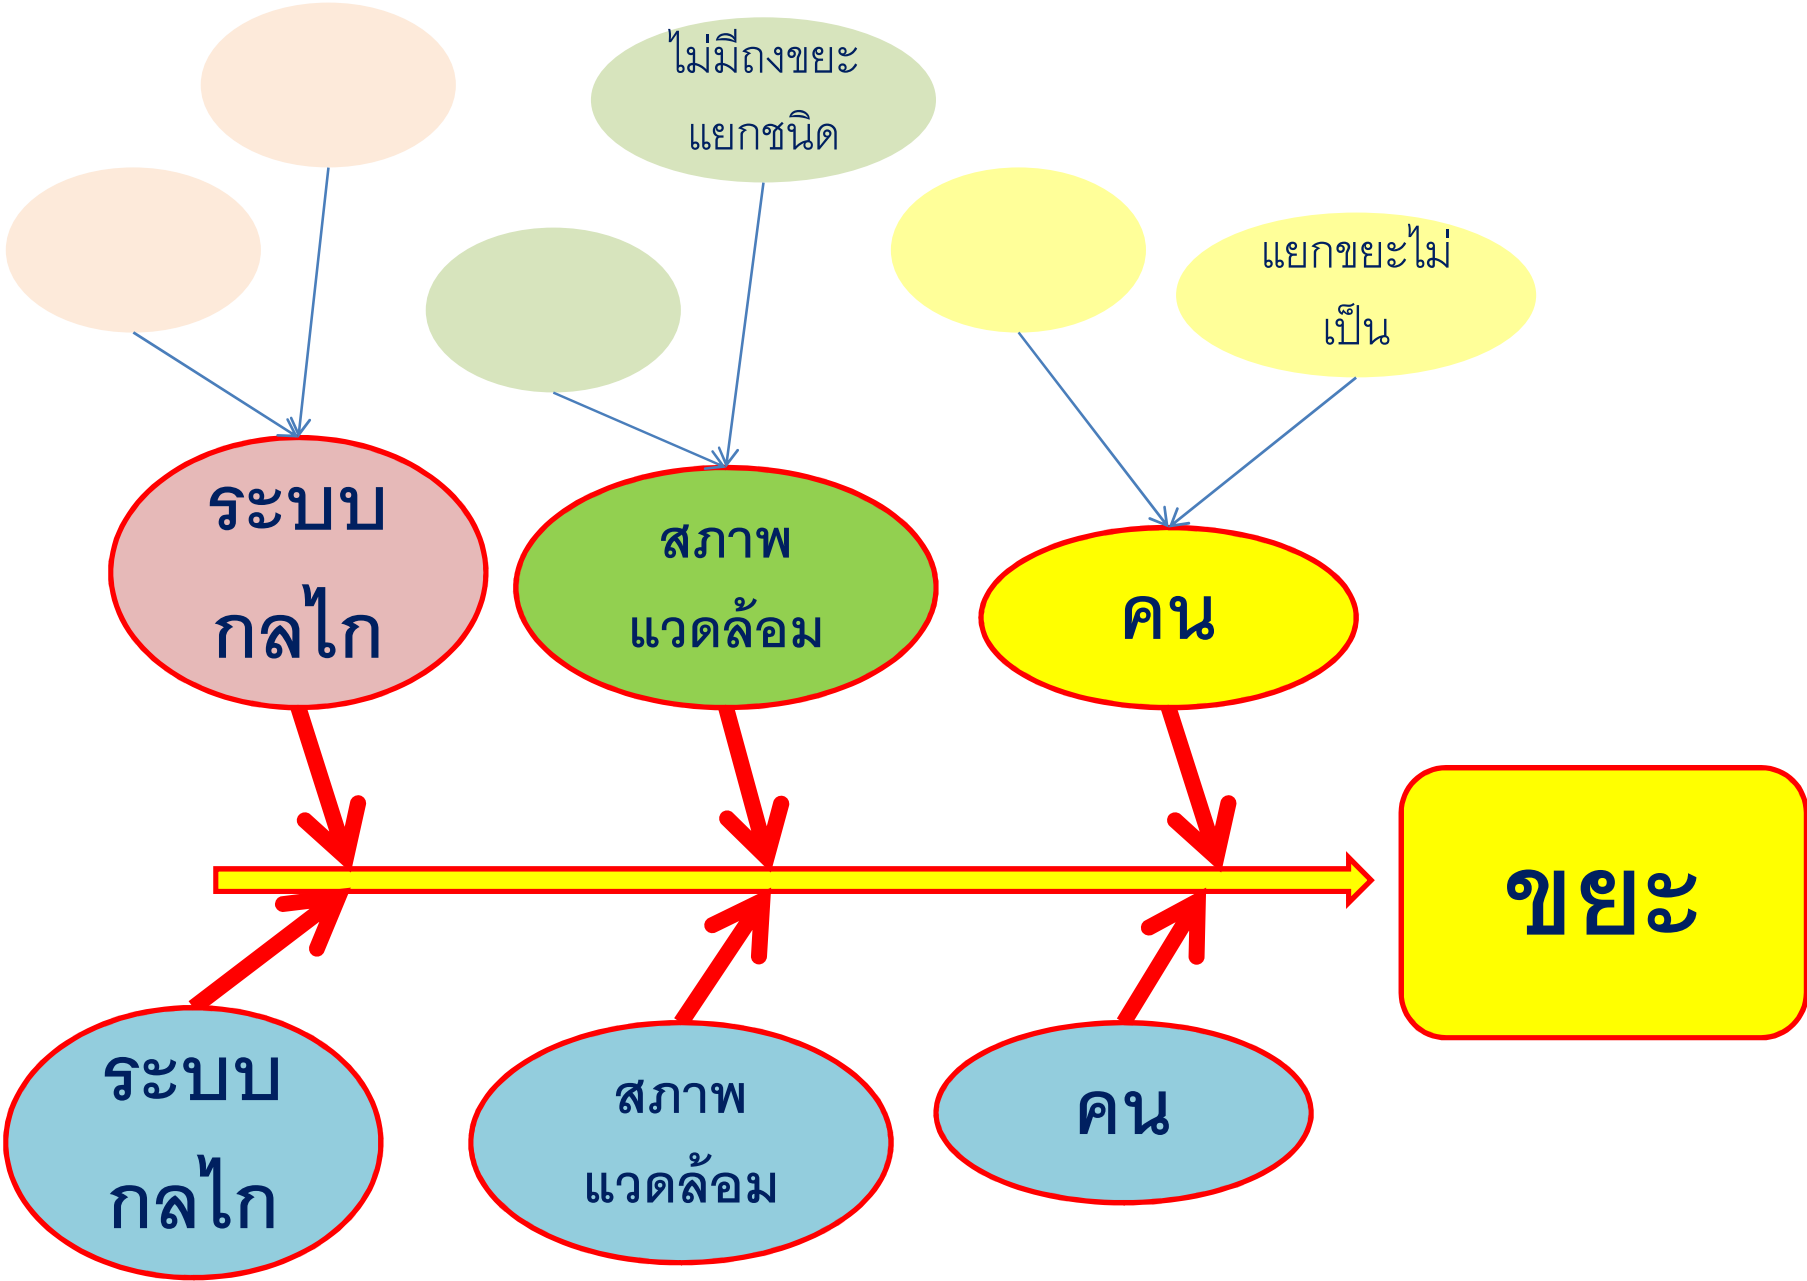 ไม่มีถงขยะ
แยกชนิด
แยกขยะไม่
เป็น
ระบบ
กลไก
สภาพ
แวดล้อม
คน
ขยะ
ระบบ
กลไก
สภาพ
แวดล้อม
คน